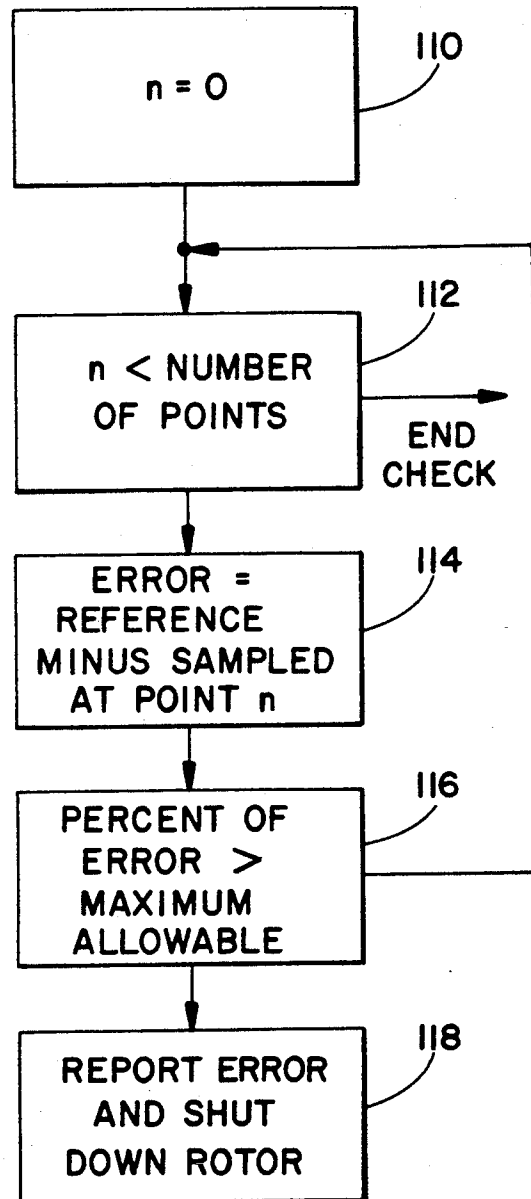 n = 0
110
112
n < NUMBER
OF POINTS
END
CHECK
114
ERROR =
REFERENCE
MINUS SAMPLED
AT POINT n
116
PERCENT OF
ERROR >
MAXIMUM
ALLOWABLE
118
REPORT ERROR
AND SHUT
DOWN ROTOR